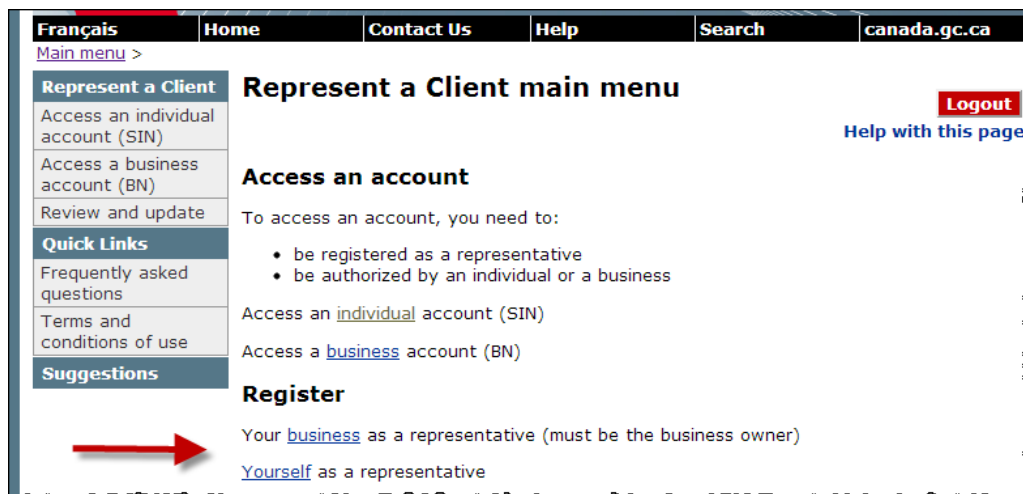 Français Home Contact Us Help Search canada.gc.ca
Main menu >
Represent a Client
Access an individual
account (SIN)
Access a business
account (BN)
Review and update
Quick Links
Frequently asked
questions
Terms and
conditions of use
Suggestions
Represent a Client main menu
Logout
Help with this page
Access an account
To access an account, you need to:
• be registered as a representative
• be authorized by an individual or a business
Access an individual account (SIN)
Access a business account (BN)
Register
Your business as a representative (must be the business owner)
Yourself as a representative